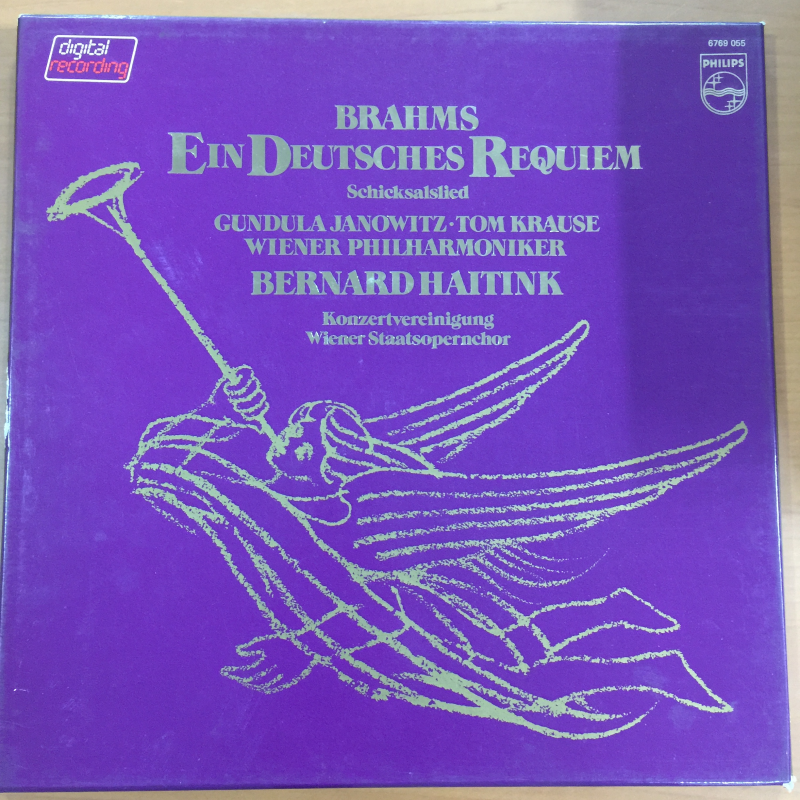 digital
recording
6769 055
PHILIPS
BRAHMS
EIN DEUTSCHES REQUIEM
Schicksalslied
GUNDULA JANOWITZ · TOM KRAUSE
WIENER PHILHARMONIKER
BERNARD HAITINK
Konzertvereinigung
Wiener Staatsopernchor